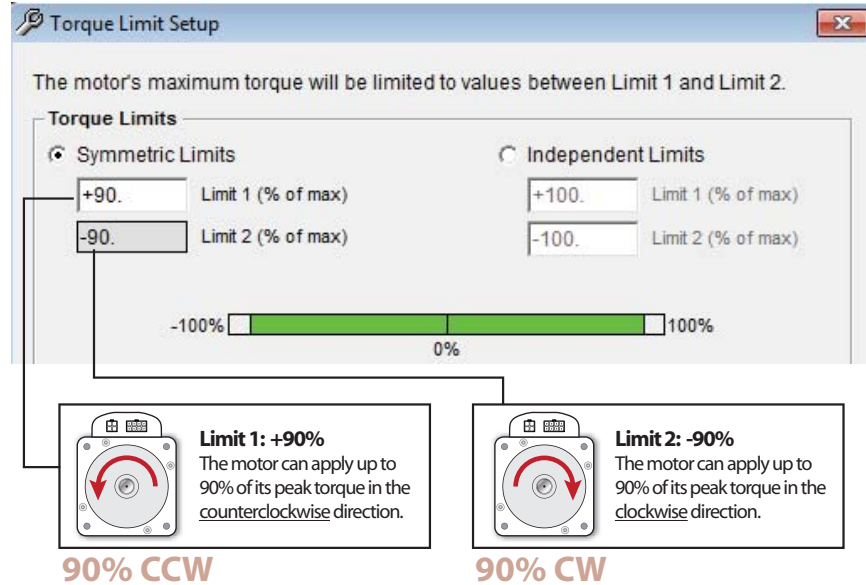 Torque Limit Setup
The motor's maximum torque will be limited to values between Limit 1 and Limit 2.
Torque Limits
Symmetric Limits
+90. Limit 1 (% of max)
-90. Limit 2 (% of max)
Independent Limits
+100. Limit 1 (% of max)
-100. Limit 2 (% of max)
-100% 100%
0%
Limit 1: +90%
The motor can apply up to
90% of its peak torque in the
counterclockwise direction.
90% CCW
Limit 2: -90%
The motor can apply up to
90% of its peak torque in the
clockwise direction.
90% CW